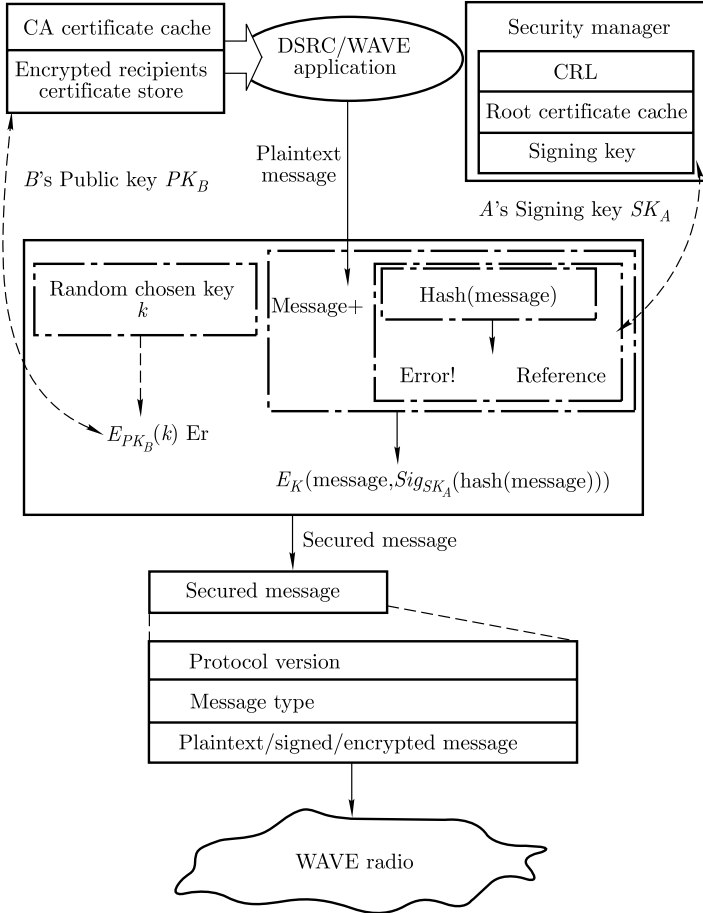 CA certificate cache
Encrypted recipients
certificate store
DSRC/WAVE
application
Security manager
CRL
Root certificate cache
Signing key
B's Public key PK_B
Plaintext
message
A's Signing key SK_A
Random chosen key
k
Message+
Hash(message)
Error! Reference
E_{PK_B}(k) Er
E_K(message,Sig_{SK_A}(hash(message)))
Secured message
Secured message
Protocol version
Message type
Plaintext/signed/encrypted message
WAVE radio